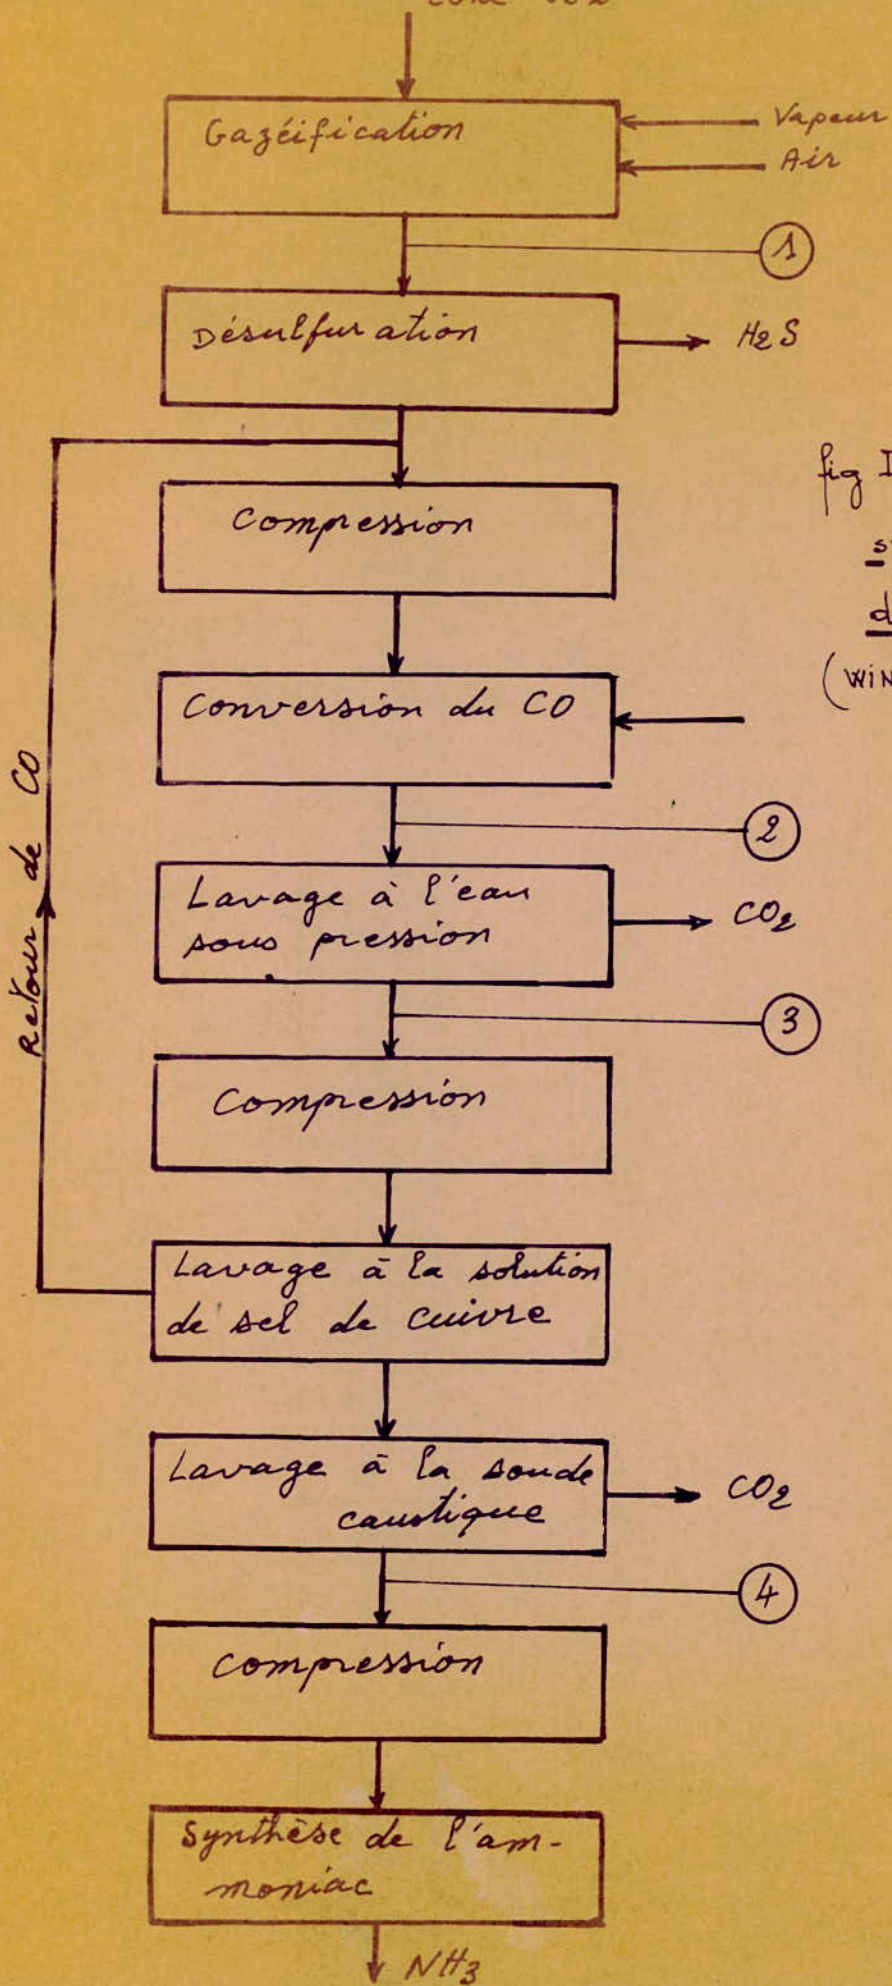 Gazéification
Vapeur
Air
1
Désulfuration
H2S
fig I
Compression
Conversion du CO
(WIN
2
Retour de CO
Lavage à l'eau
sous pression
CO2
3
Compression
Lavage à la solution
de sel de cuivre
Lavage à la soude
caustique
CO2
4
Compression
Synthèse de l'am-
moniac
NH3